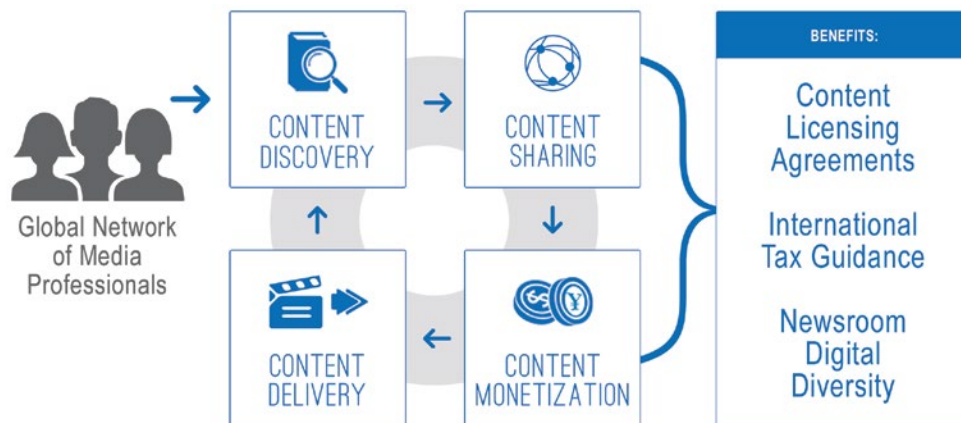 Global Network
of Media
Professionals
CONTENT
DISCOVERY
CONTENT
SHARING
CONTENT
DELIVERY
$
¥
CONTENT
MONETIZATION
BENEFITS:
Content
Licensing
Agreements
International
Tax Guidance
Newsroom
Digital
Diversity